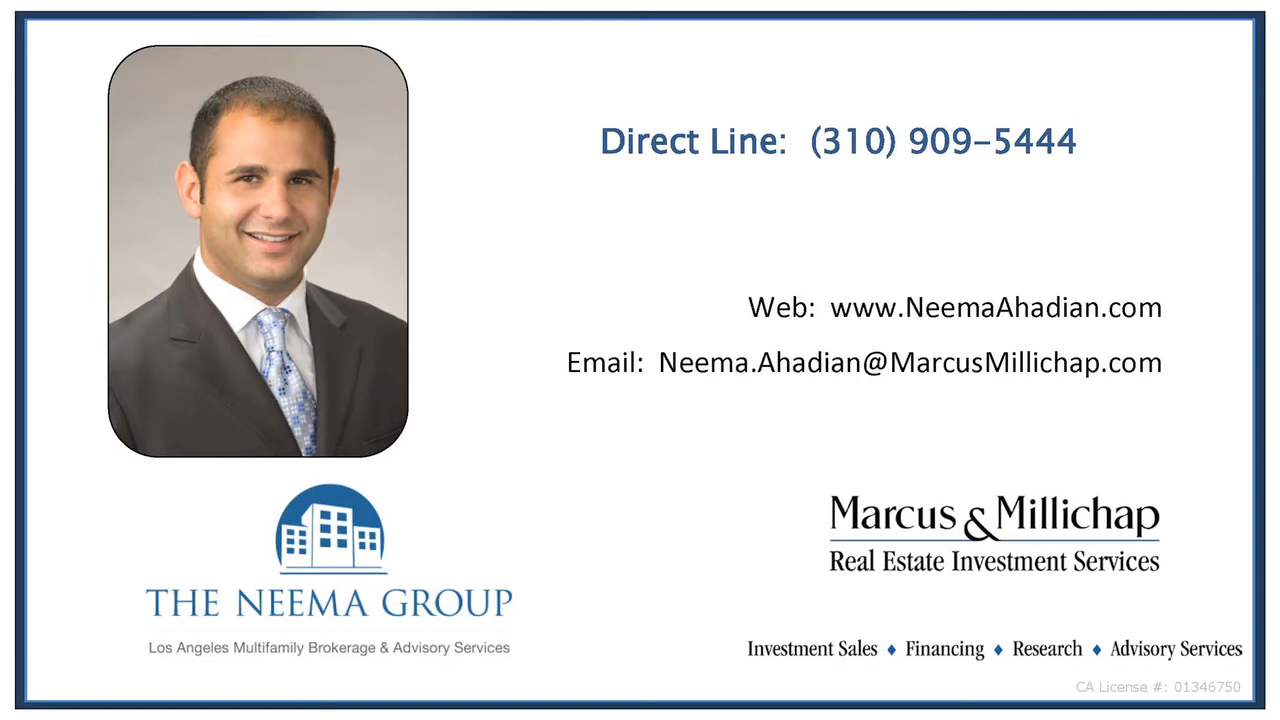 Direct Line: (310) 909-5444
Web: www.NeemaAhadian.com
Email: Neema.Ahadian@MarcusMillichap.com
THE NEEMA GROUP
Los Angeles Multifamily Brokerage & Advisory Services
Marcus & Millichap
Real Estate Investment Services
Investment Sales ♦ Financing ♦ Research ♦ Advisory Services
CA License #: 01346750